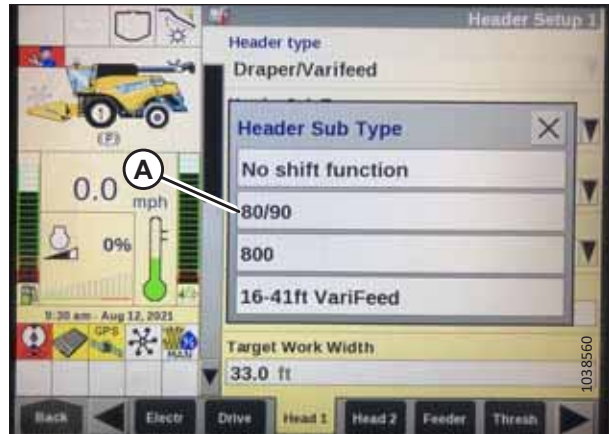 Header Setup 1
Header type
Draper/Varifeed
Header Sub Type
No shift function
80/90
800
16-41ft VariFeed
A
1
(P)
0.0 mph
0%
9:30 am - Aug 12, 2021
GPS
Target Work Width
33.0 ft
Back
Electr
Drive
Head 1
Head 2
Feeder
Thresh
1038560